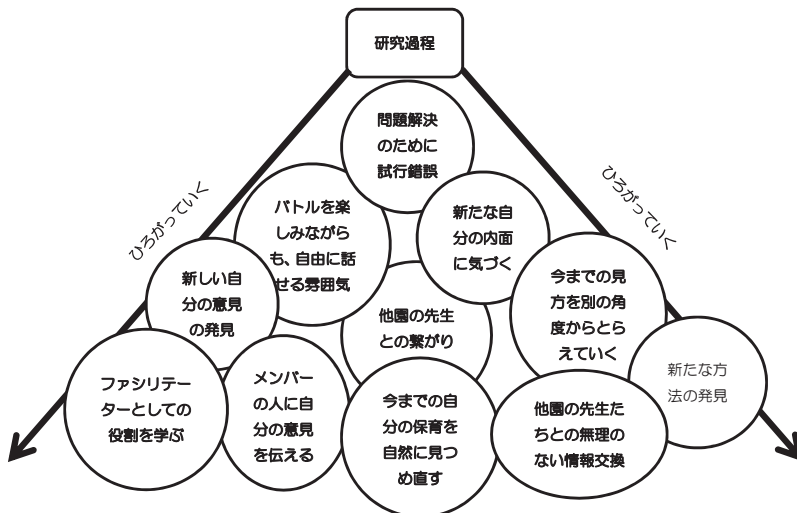 研究過程
問題解決
のために
試行錯誤
ひろがっていく
ひろがっていく
バトルを楽
しみながら
も、自由に話
せる雰囲気
新たな自
分の内面
に気づく
新しい自
分の意見
の発見
他園の先生
との繋がり
今までの見
方を別の角
度からとら
えていく
新たな方
法の発見
ファシリテー
ターとしての
役割を学ぶ
メンバー
の人に自
分の意見
を伝える
今までの自
分の保育を
自然に見つ
め直す
他園の先生た
ちとの無理の
ない情報交換